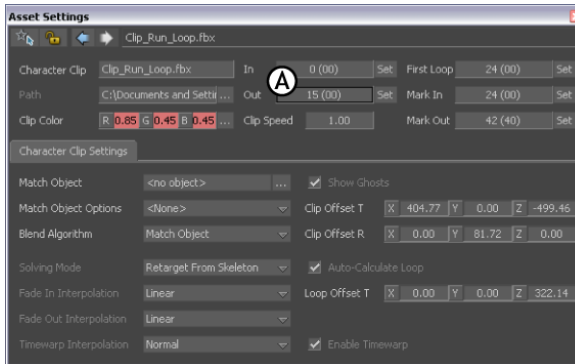 Asset Settings
Clip_Run_Loop.fbx
Character Clip Clip_Run_Loop.fbx In 0 (00) Set First Loop 24 (00) Set
A
Path C:\Documents and Settir ... Out 15 (00) Set Mark In 24 (00) Set
Clip Color R 0.85 G 0.45 B 0.45 ... Clip Speed 1.00 Mark Out 42 (40) Set
Character Clip Settings
Match Object <no object> ... Show Ghosts
Match Object Options <None> Clip Offset T X 404.77 Y 0.00 Z -499.46
Blend Algorithm Match Object Clip Offset R X 0.00 Y 81.72 Z 0.00
Solving Mode Retarget From Skeleton Auto-Calculate Loop
Fade In Interpolation Linear Loop Offset T X 0.00 Y 0.00 Z 322.14
Fade Out Interpolation Linear
Timewarp Interpolation Normal Enable Timewarp